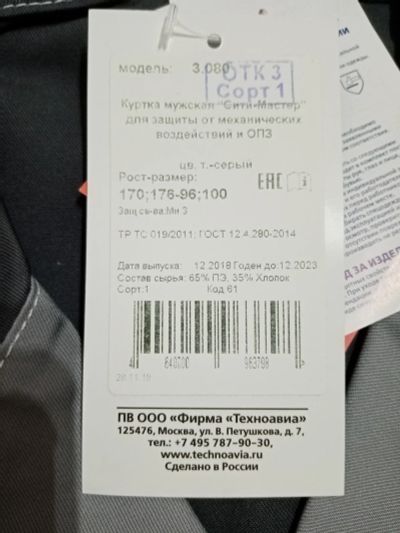 модель: 3.080
ОТК 3
Сорт 1
Куртка мужская "Сити-Мастер"
для защиты от механических
воздействий и ОПЗ
цв. т.-серый
Рост-размер:
170;176-96;100
ЕАС
Защ.св-ва:Ми З
ТР ТС 019/2011; ГОСТ 12.4.280-2014
Дата выпуска: 12.2018 Годен до:12.2023
Состав сырья: 65% ПЭ, 35% Хлопок
Сорт:1 Код 61
4 640700 963798
ПВ ООО «Фирма «Техноавиа»
125476, Москва, ул. В. Петушкова, д. 7,
тел.: +7 495 787-90-30,
www.technoavia.ru
Сделано в России